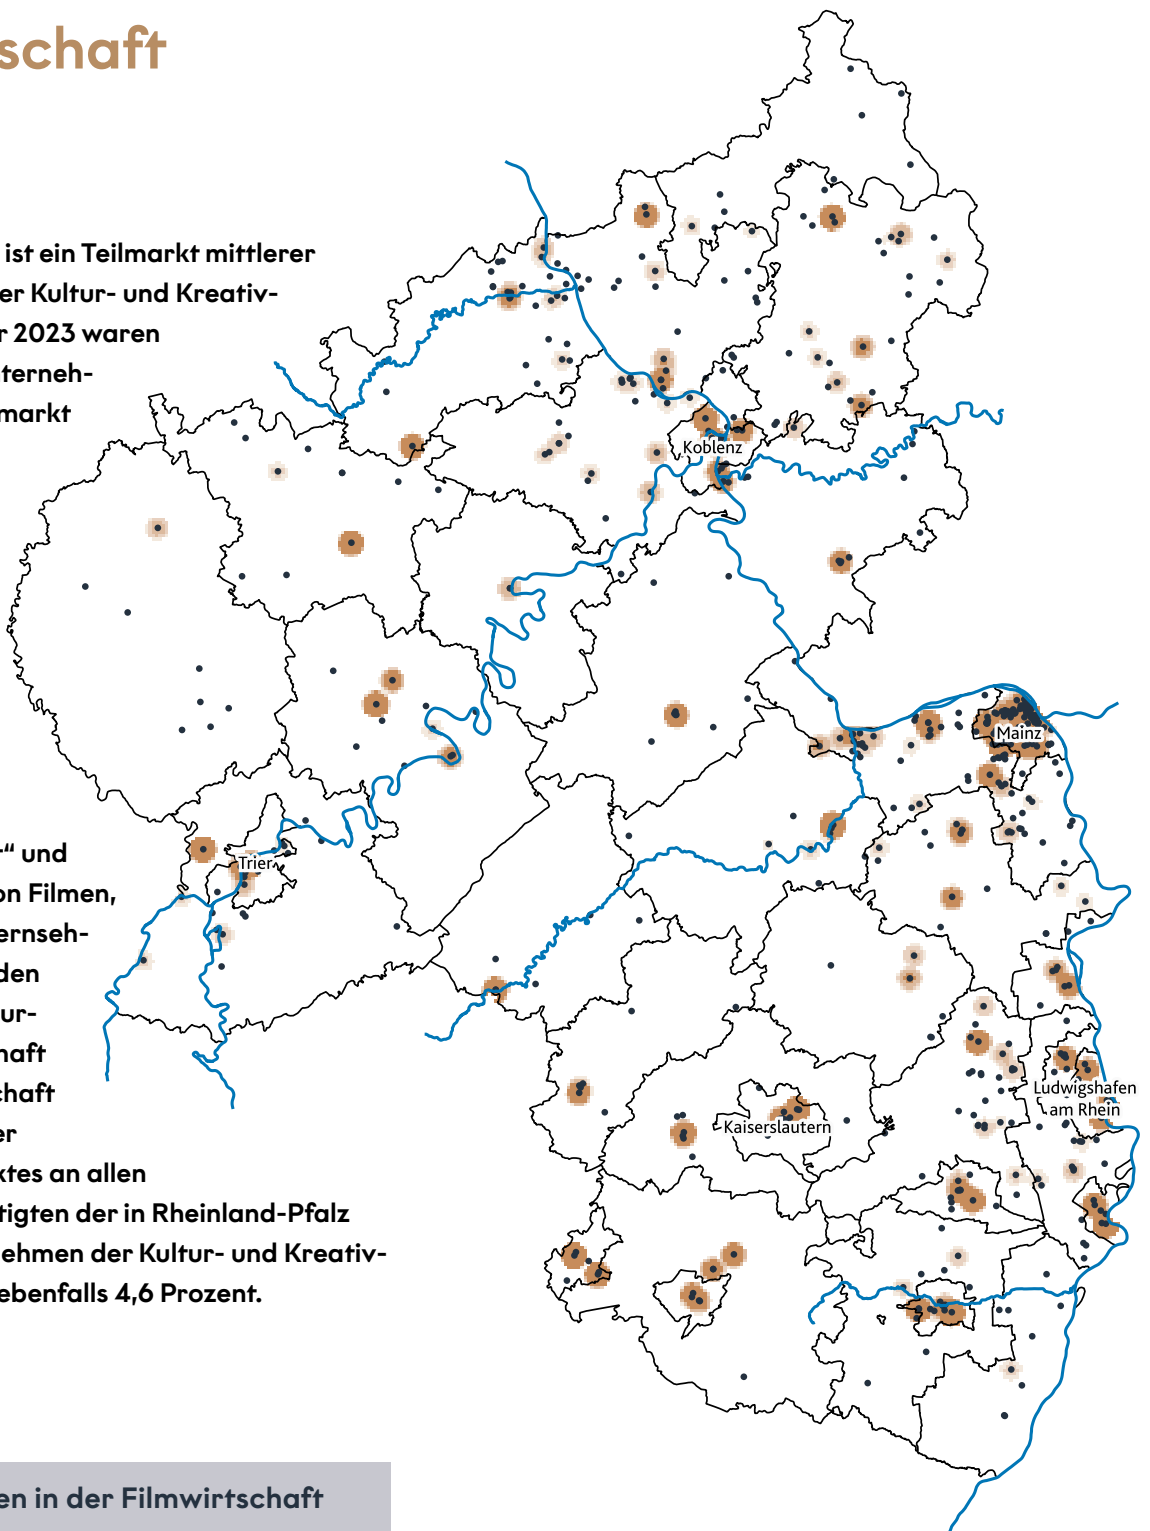 schaft
ist ein Teilmarkt mittlerer
er Kultur- und Kreativ-
r 2023 waren
terneh-
markt
“ und
on Filmen,
ernseh-
den
ur-
haft
chaft
er
ktes an allen
tigten der in Rheinland-Pfalz
ehmen der Kultur- und Kreativ-
ebenfalls 4,6 Prozent.
en in der Filmwirtschaft
Koblenz
Mainz
Trier
Ludwigshafen
am Rhein
Kaiserslautern